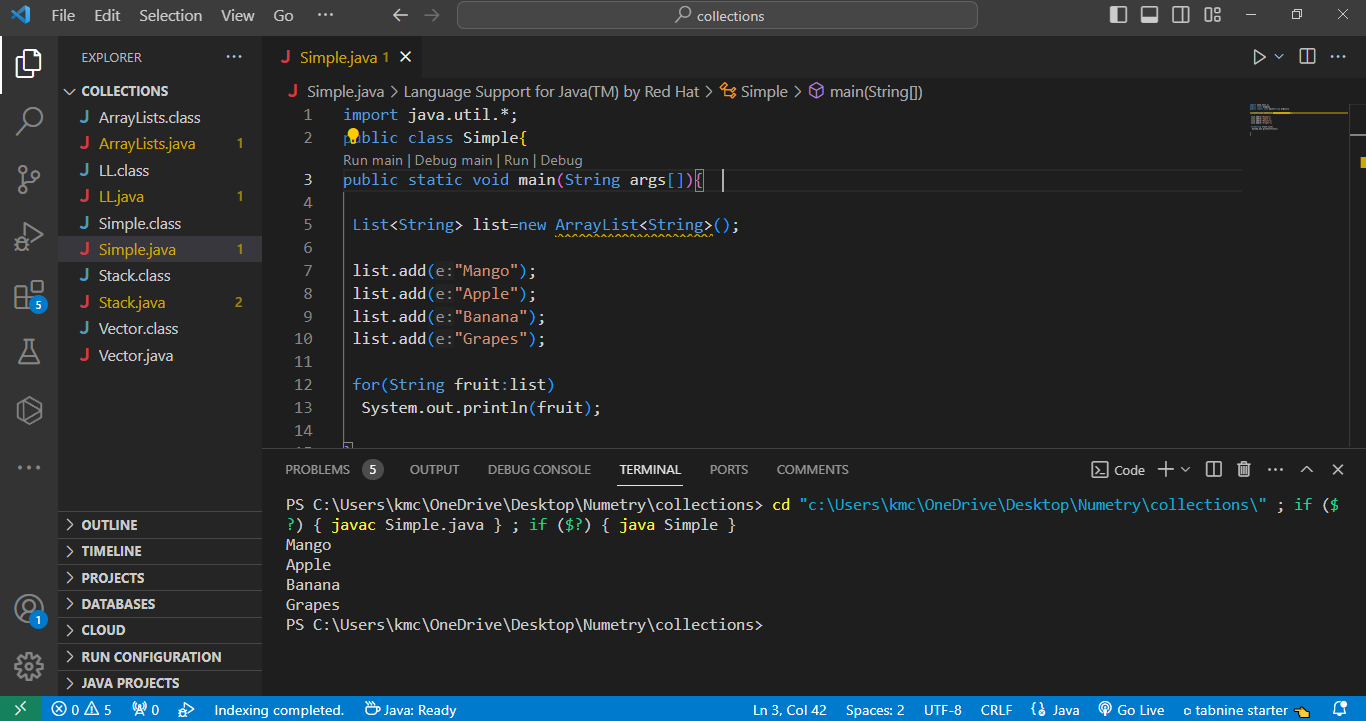 File Edit Selection View Go ··· collections
EXPLORER ···
COLLECTIONS
J ArrayLists.class
J ArrayLists.java 1
J LL.class
J LL.java 1
J Simple.class
J Simple.java 1
J Stack.class
J Stack.java 2
J Vector.class
J Vector.java
OUTLINE
TIMELINE
PROJECTS
DATABASES
CLOUD
RUN CONFIGURATION
JAVA PROJECTS
5
1
J Simple.java 1
J Simple.java > Language Support for Java(TM) by Red Hat > Simple > main(String[])
1 import java.util.*;
2 public class Simple{
Run main | Debug main | Run | Debug
3 public static void main(String args[]){
4
5 List<String> list=new ArrayList<String>();
6
7 list.add(e:"Mango");
8 list.add(e:"Apple");
9 list.add(e:"Banana");
10 list.add(e:"Grapes");
11
12 for(String fruit:list)
13 System.out.println(fruit);
14
PROBLEMS 5 OUTPUT DEBUG CONSOLE TERMINAL PORTS COMMENTS Code
PS C:\Users\kmc\OneDrive\Desktop\Numetry\collections> cd "c:\Users\kmc\OneDrive\Desktop\Numetry\collections\" ; if ($
?) { javac Simple.java } ; if ($?) { java Simple }
Mango
Apple
Banana
Grapes
PS C:\Users\kmc\OneDrive\Desktop\Numetry\collections>
0 5 0 Indexing completed. Java: Ready Ln 3, Col 42 Spaces: 2 UTF-8 CRLF {} Java Go Live tabnine starter